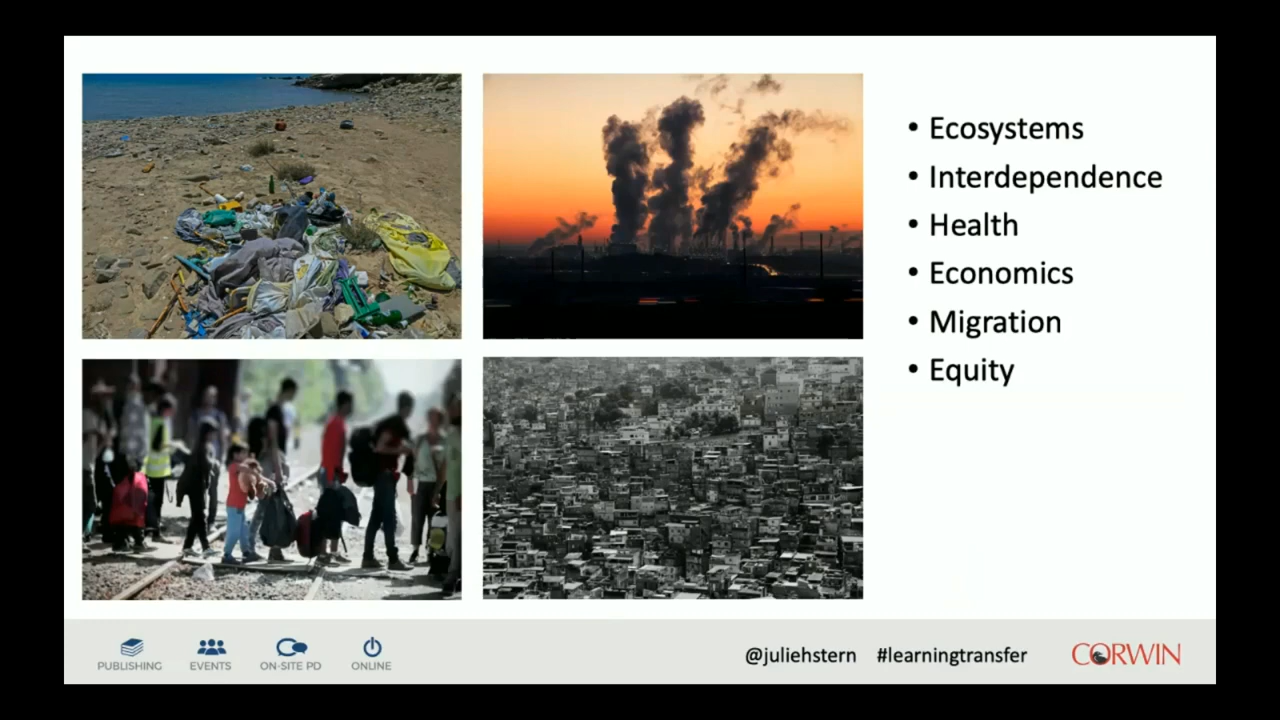 • Ecosystems
• Interdependence
• Health
• Economics
• Migration
• Equity
PUBLISHING EVENTS ON-SITE PD ONLINE
@juliehstern #learningtransfer CORWIN